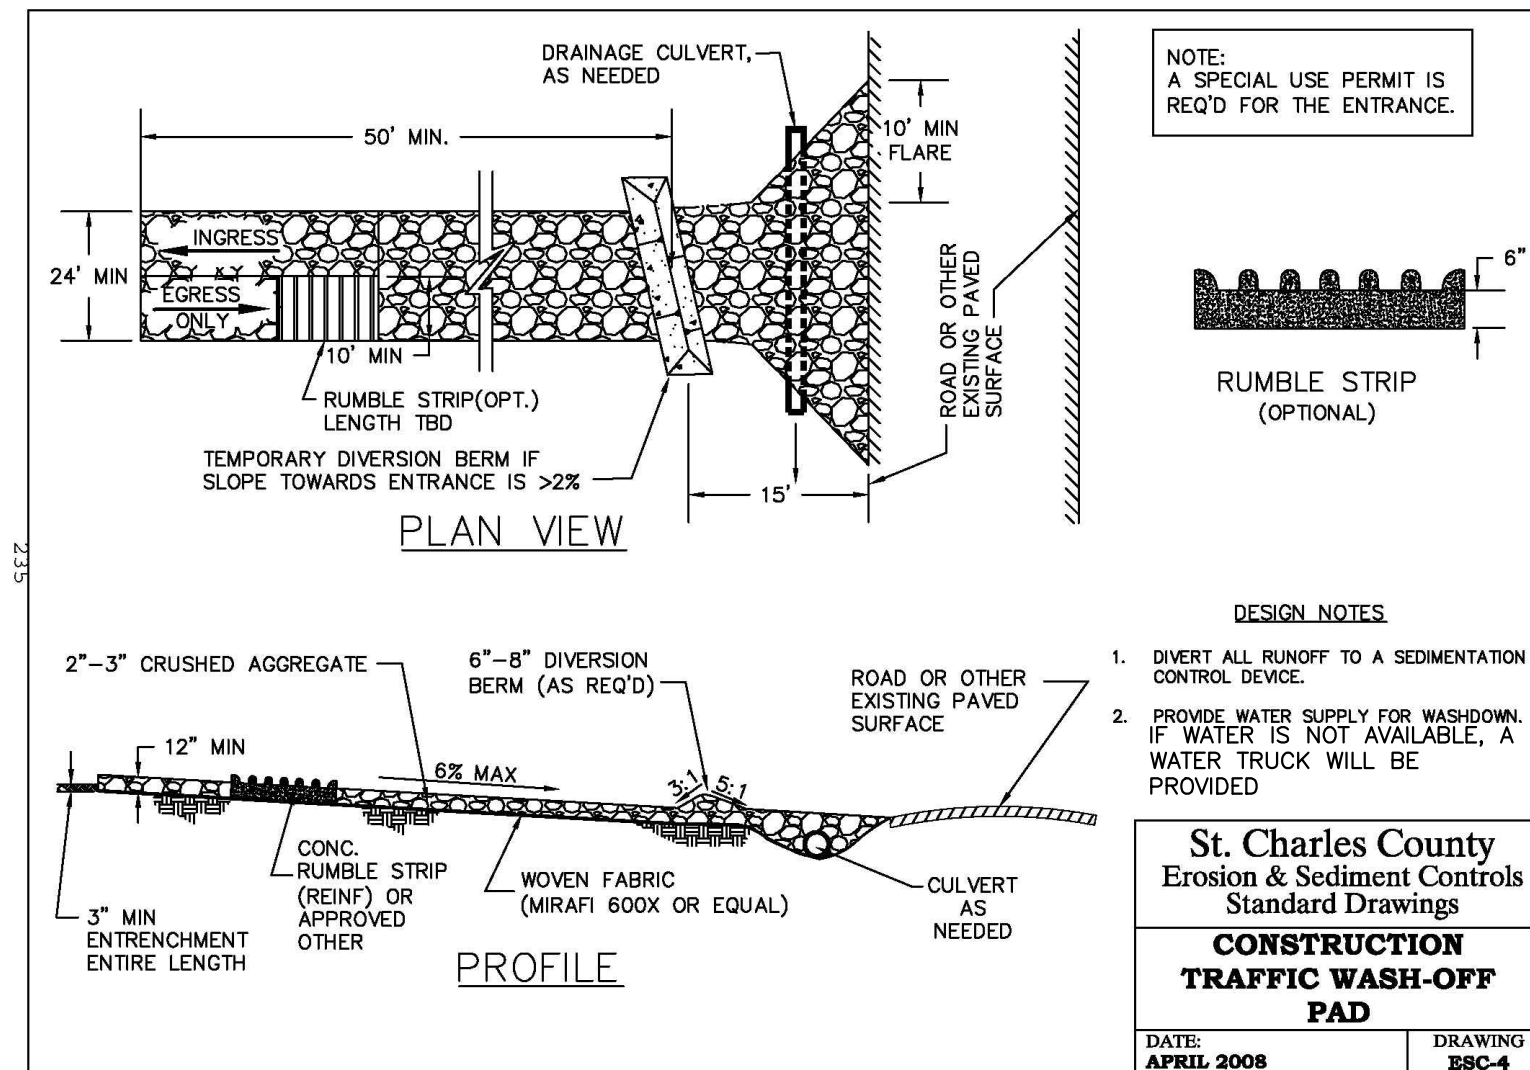 DRAINAGE CULVERT,
AS NEEDED
50' MIN.
10' MIN
FLARE
INGRESS
24' MIN
EGRESS
ONLY
10' MIN
RUMBLE STRIP(OPT.)
LENGTH TBD
TEMPORARY DIVERSION BERM IF
SLOPE TOWARDS ENTRANCE IS >2%
15'
ROAD OR OTHER
EXISTING PAVED
SURFACE
PLAN VIEW
NOTE:
A SPECIAL USE PERMIT IS
REQ'D FOR THE ENTRANCE.
6"
RUMBLE STRIP
(OPTIONAL)
235
2"-3" CRUSHED AGGREGATE
6"-8" DIVERSION
BERM (AS REQ'D)
ROAD OR OTHER
EXISTING PAVED
SURFACE
12" MIN
6% MAX
3:1
5:1
CONC.
RUMBLE STRIP
(REINF) OR
APPROVED
OTHER
WOVEN FABRIC
(MIRAFI 600X OR EQUAL)
CULVERT
AS
NEEDED
3" MIN
ENTRENCHMENT
ENTIRE LENGTH
PROFILE
DESIGN NOTES
1. DIVERT ALL RUNOFF TO A SEDIMENTATION
CONTROL DEVICE.
2. PROVIDE WATER SUPPLY FOR WASHDOWN.
IF WATER IS NOT AVAILABLE, A
WATER TRUCK WILL BE
PROVIDED
St. Charles County
Erosion & Sediment Controls
Standard Drawings
CONSTRUCTION
TRAFFIC WASH-OFF
PAD
DATE:
APRIL 2008
DRAWING
ESC-4